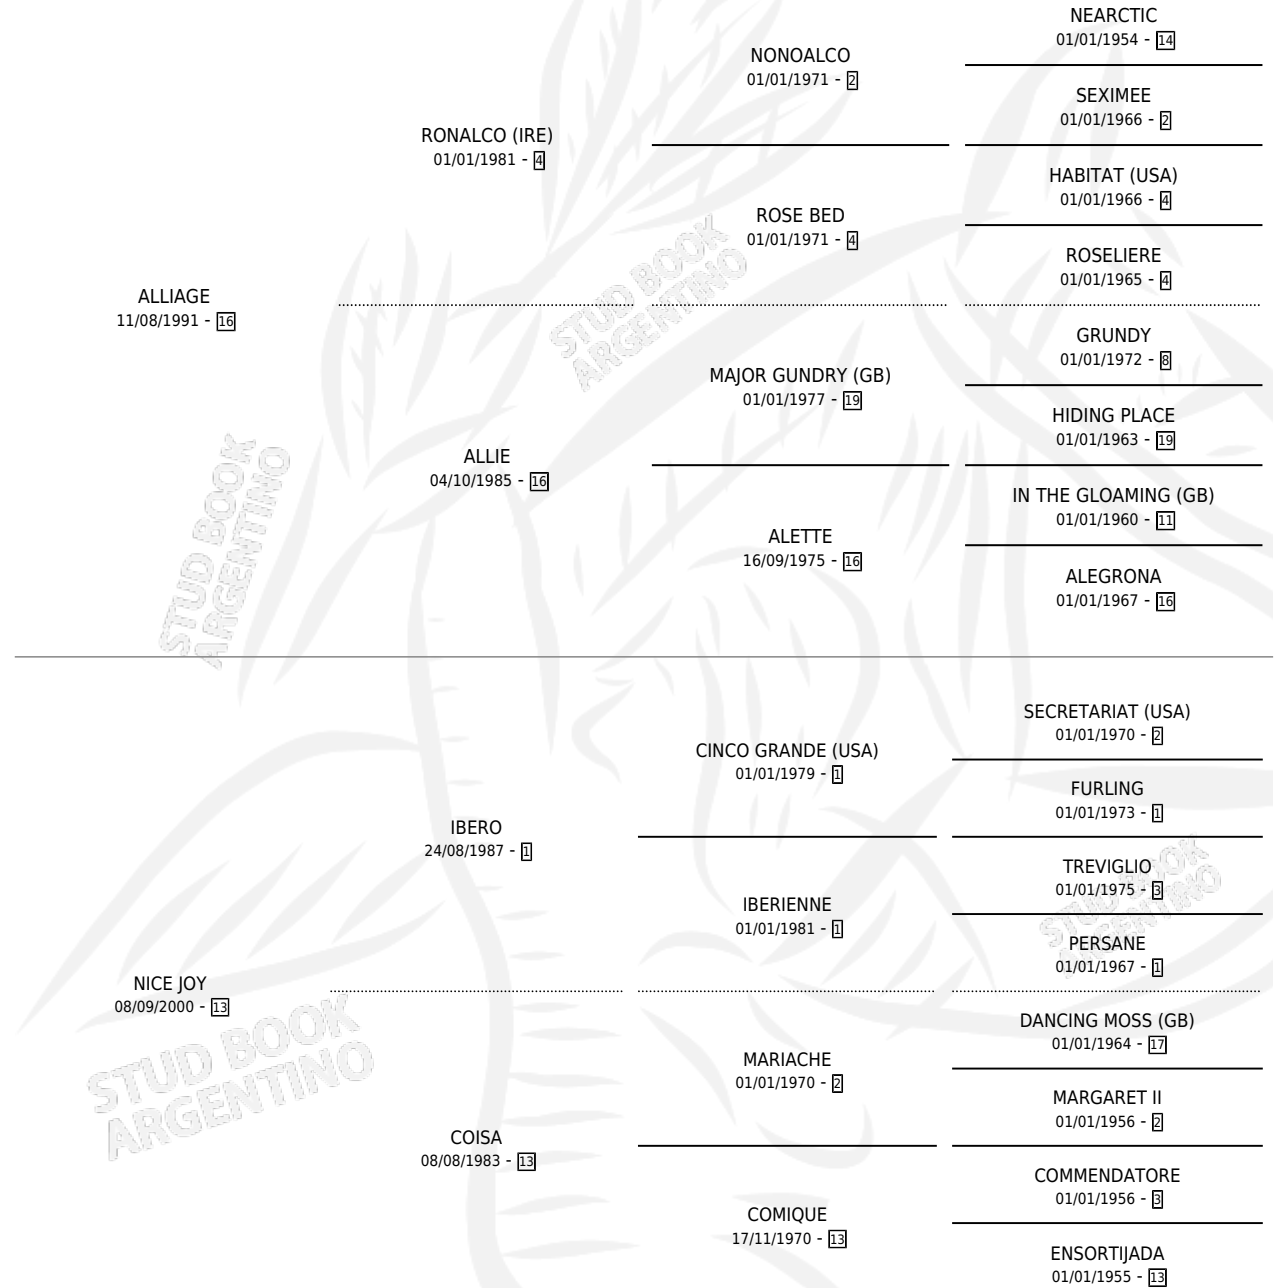 NEARCTIC
01/01/1954 - 14
NONOALCO
01/01/1971 - 2
SEXIMEE
01/01/1966 - 2
RONALCO (IRE)
01/01/1981 - 4
HABITAT (USA)
01/01/1966 - 4
ROSE BED
01/01/1971 - 4
ROSELIERE
01/01/1965 - 4
ALLIAGE
11/08/1991 - 16
STUD BOOK
ARGENTINO
GRUNDY
01/01/1972 - 8
MAJOR GUNDRY (GB)
01/01/1977 - 19
HIDING PLACE
01/01/1963 - 19
ALLIE
04/10/1985 - 16
IN THE GLOAMING (GB)
01/01/1960 - 11
ALETTE
16/09/1975 - 16
ALEGRONA
01/01/1967 - 16
STUD BOOK
ARGENTINO
SECRETARIAT (USA)
01/01/1970 - 2
CINCO GRANDE (USA)
01/01/1979 - 1
FURLING
01/01/1973 - 1
IBERO
24/08/1987 - 1
TREVIGLIO
01/01/1975 - 3
IBERIENNE
01/01/1981 - 1
PERSANE
01/01/1967 - 1
STUD BOOK
ARGENTINO
NICE JOY
08/09/2000 - 13
DANCING MOSS (GB)
01/01/1964 - 17
MARIACHE
01/01/1970 - 2
MARGARET II
01/01/1956 - 2
STUD BOOK
ARGENTINO
COISA
08/08/1983 - 13
COMMENDATORE
01/01/1956 - 3
COMIQUE
17/11/1970 - 13
ENSORTIJADA
01/01/1955 - 13